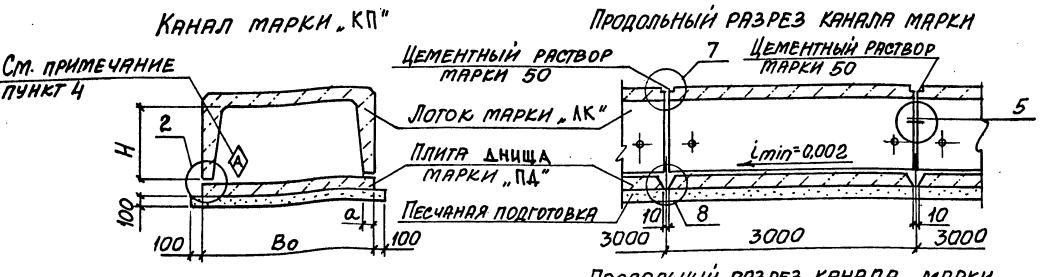 Канал марки „КП"
Продольный разрез канала марки
См. примечание
пункт 4
Цементный раствор
марки 50
7
Цементный раствор
марки 50
2
А
H
Лоток марки „ЛК"
5
Плита днища
марки „ПД"
i min=0,002
Песчаная подготовка
100
100
Bо
а
100
10
8
10
3000
3000
3000
Продольный разрез канала марки